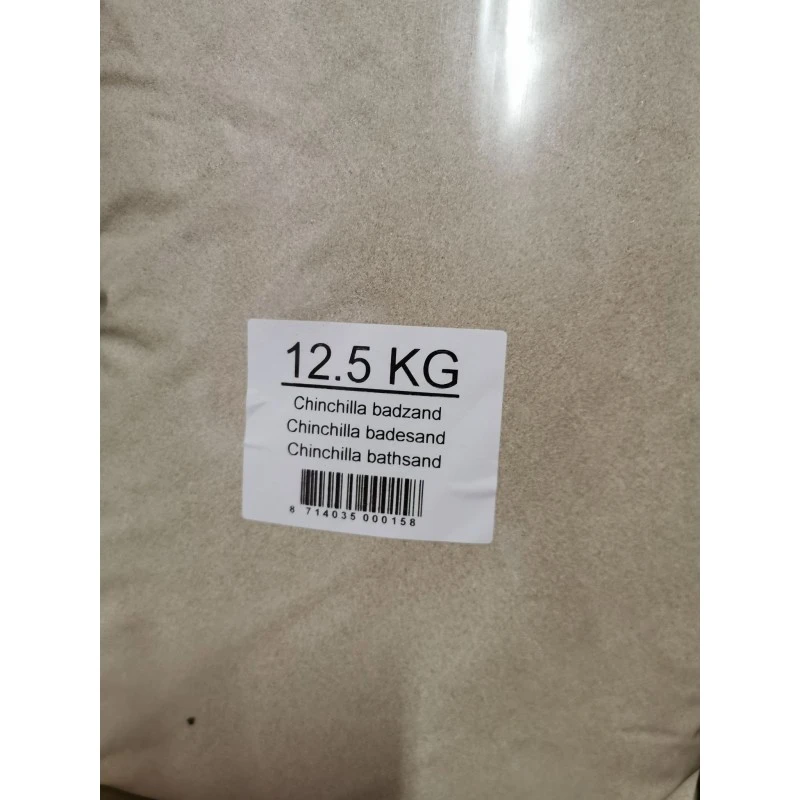 12.5 KG
Chinchilla badzand
Chinchilla badesand
Chinchilla bathsand
8 714035 000158